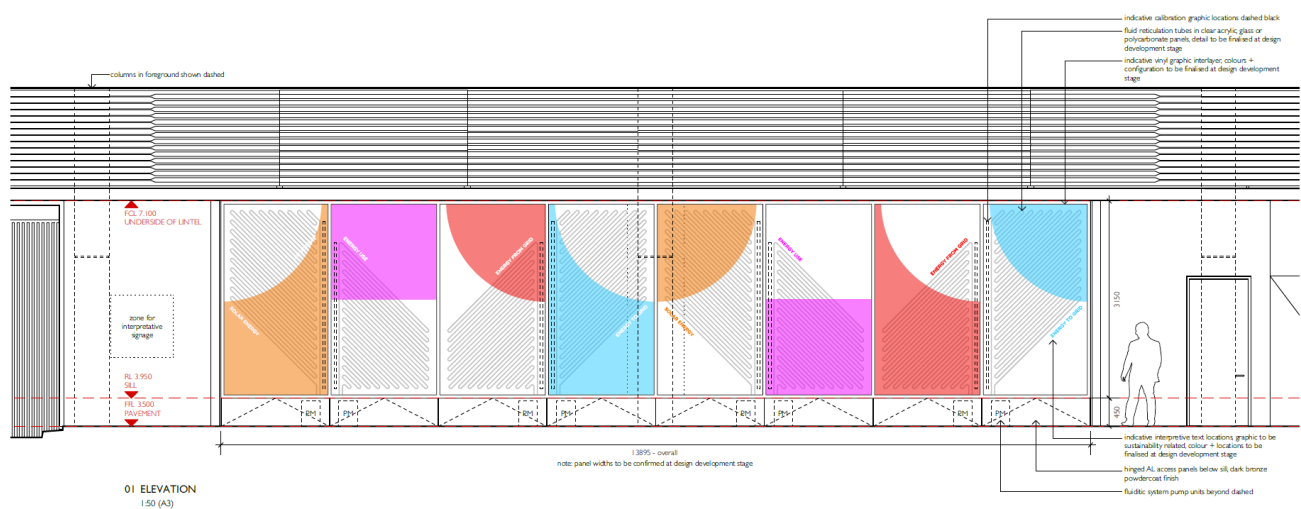 indicative calibration graphic locations dashed black
fluid reticulation tubes in clear acrylic glass or
polycarbonate panels, detail to be finalised at design
development stage
indicative vinyl graphic interlayer, colours +
configuration to be finalised at design development
stage
columns in foreground shown dashed
FCL 7.100
UNDERSIDE OF LINTEL
zone for
interpretative
signage
RL 3.950
SILL
FFL 3.500
PAVEMENT
SOLAR ENERGY
ENERGY USE
ENERGY FROM GRID
SOLAR ENERGY
ENERGY USE
ENERGY FROM GRID
ENERGY TO GRID
3150
450
PM
PM
PM
PM
PM
PM
PM
PM
13895 - overall
note: panel widths to be confirmed at design development stage
indicative interpretive text locations graphic to be
sustainability related, colour + locations to be
finalised at design development stage
hinged AL access panels below sill, dark bronze
powdercoat finish
fluiditic system pump units beyond dashed
01 ELEVATION
1:50 (A3)